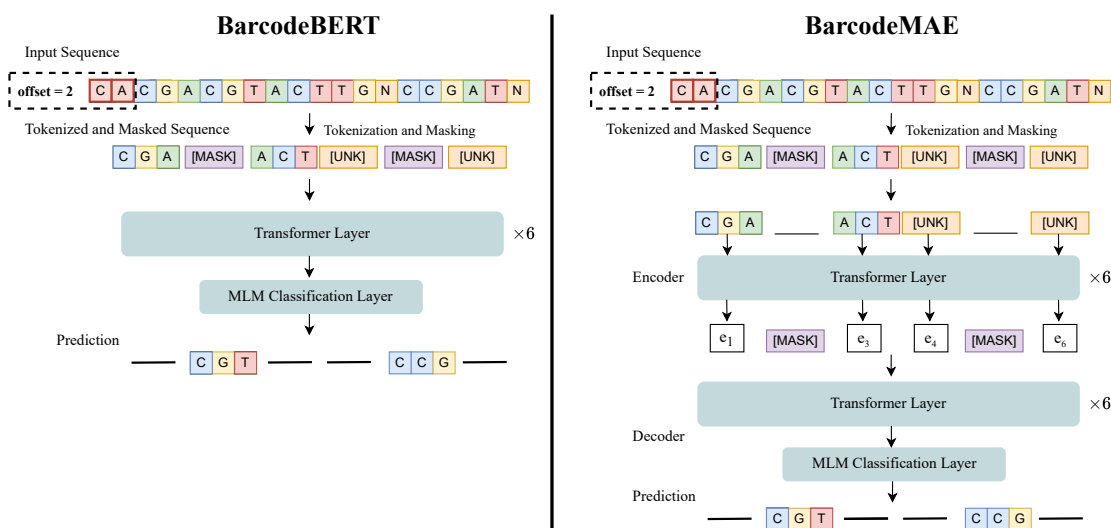 BarcodeBERT
Input Sequence
offset = 2 C A C G A C G T A C T T G N C C G A T N
Tokenized and Masked Sequence Tokenization and Masking
C G A [MASK] A C T [UNK] [MASK] [UNK]
Transformer Layer ×6
MLM Classification Layer
Prediction
C G T C C G
BarcodeMAE
Input Sequence
offset = 2 C A C G A C G T A C T T G N C C G A T N
Tokenized and Masked Sequence Tokenization and Masking
C G A [MASK] A C T [UNK] [MASK] [UNK]
C G A A C T [UNK] [UNK]
Encoder Transformer Layer ×6
e1 [MASK] e3 e4 [MASK] e6
Transformer Layer ×6
Decoder
MLM Classification Layer
Prediction
C G T C C G